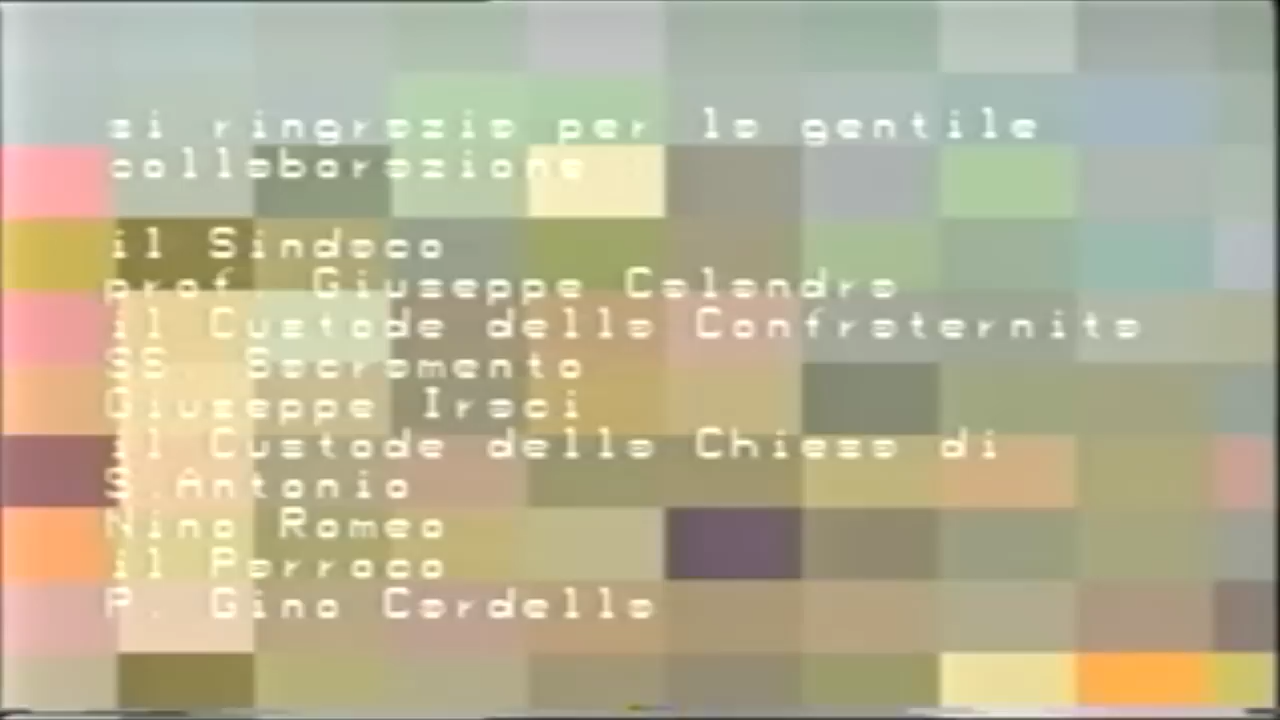 si ringrazia per la gentile
collaborazione :
il Sindaco
prof. Giuseppe Calandra
il Custode della Confraternita
SS. Sacramento
Giuseppe Iraci
il Custode della Chiesa di
S.Antonio
Nino Romeo
il Parroco
P. Gino Cardella